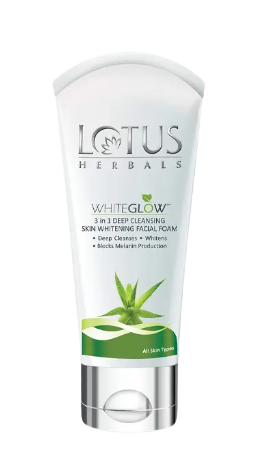 LOTUS
HERBALS
WHITEGLOW™
3 in 1 DEEP CLEANSING
SKIN WHITENING FACIAL FOAM
• Deep Cleanses • Whitens
• Blocks Melanin Production
All Skin Types